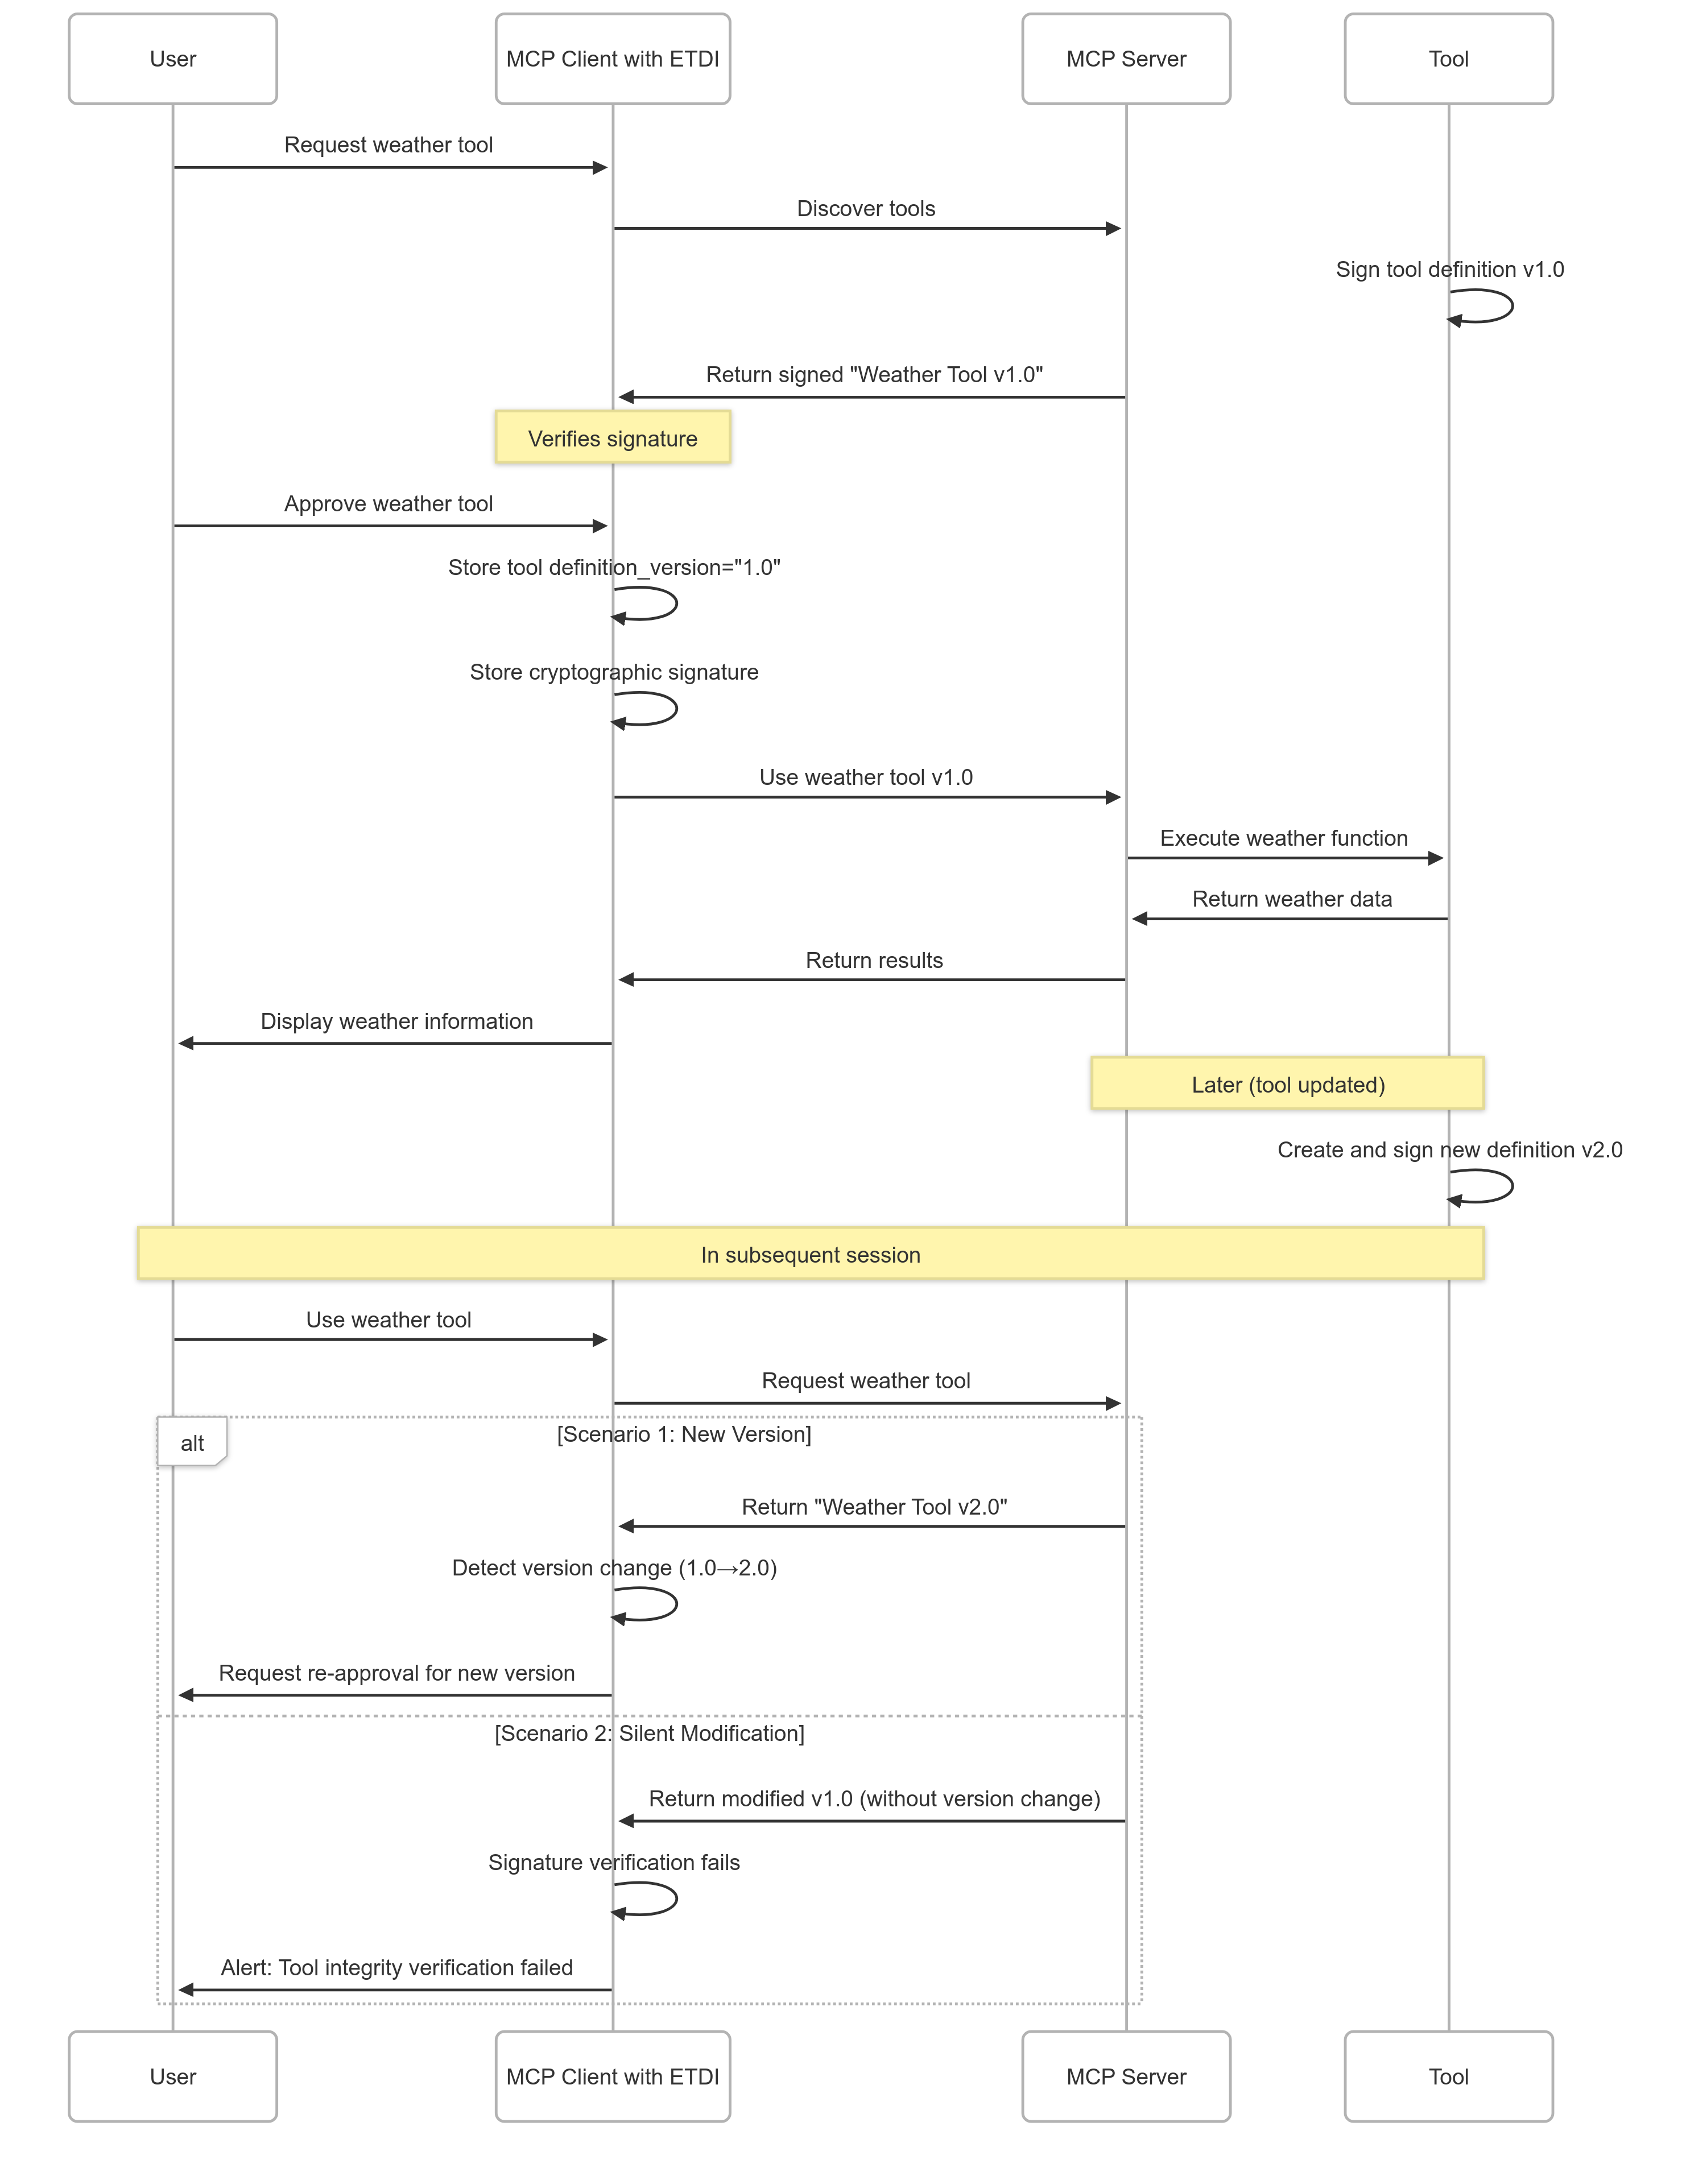 User
MCP Client with ETDI
MCP Server
Tool
Request weather tool
Discover tools
Sign tool definition v1.0
Return signed "Weather Tool v1.0"
Verifies signature
Approve weather tool
Store tool definition_version="1.0"
Store cryptographic signature
Use weather tool v1.0
Execute weather function
Return weather data
Return results
Display weather information
Later (tool updated)
Create and sign new definition v2.0
In subsequent session
Use weather tool
Request weather tool
alt
[Scenario 1: New Version]
Return "Weather Tool v2.0"
Detect version change (1.0→2.0)
Request re-approval for new version
[Scenario 2: Silent Modification]
Return modified v1.0 (without version change)
Signature verification fails
Alert: Tool integrity verification failed
User
MCP Client with ETDI
MCP Server
Tool